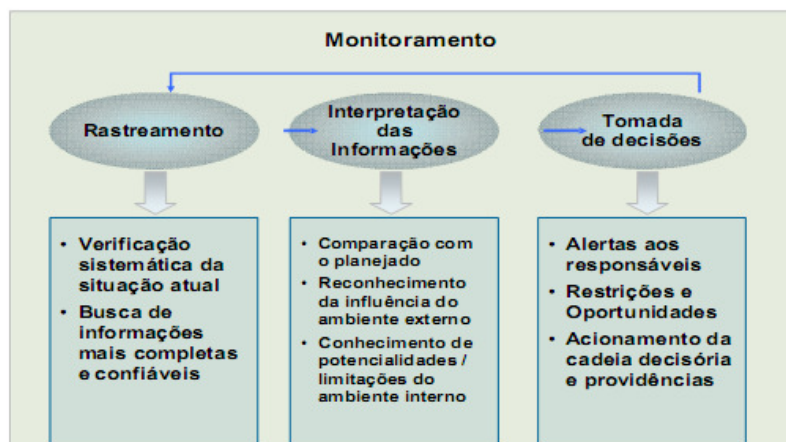 Monitoramento
Rastreamento
Interpretação
das
Informações
Tomada
de decisões
• Verificação
sistemática da
situação atual
• Busca de
informações
mais completas
e confiáveis
• Comparação com
o planejado
• Reconhecimento
da influência do
ambiente externo
• Conhecimento de
potencialidades /
limitações do
ambiente interno
• Alertas aos
responsáveis
• Restrições e
Oportunidades
• Acionamento da
cadeia decisória
e providências